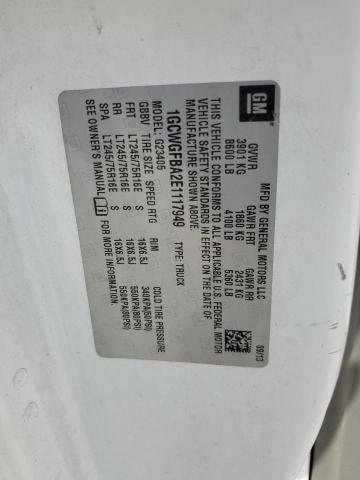 GM
MFD BY GENERAL MOTORS LLC
09/13
GVWR GAWR FRT GAWR RR
3901 KG 1860 KG 2431 KG
8600 LB 4100 LB 5360 LB
THIS VEHICLE CONFORMS TO ALL APPLICABLE U.S. FEDERAL MOTOR
VEHICLE SAFETY STANDARDS IN EFFECT ON THE DATE OF
MANUFACTURE SHOWN ABOVE.
1GCWGFBA2E1117949 TYPE: TRUCK
MODEL: G23405
GBBV TIRE SIZE SPEED RTG RIM COLD TIRE PRESSURE
FRT LT245/75R16E S 16X6.5J 340KPA(50PSI)
RR LT245/75R16E S 16X6.5J 550KPA(80PSI)
SPA LT245/75R16E S 16X6.5J 550KPA(80PSI)
SEE OWNER'S MANUAL FOR MORE INFORMATION.